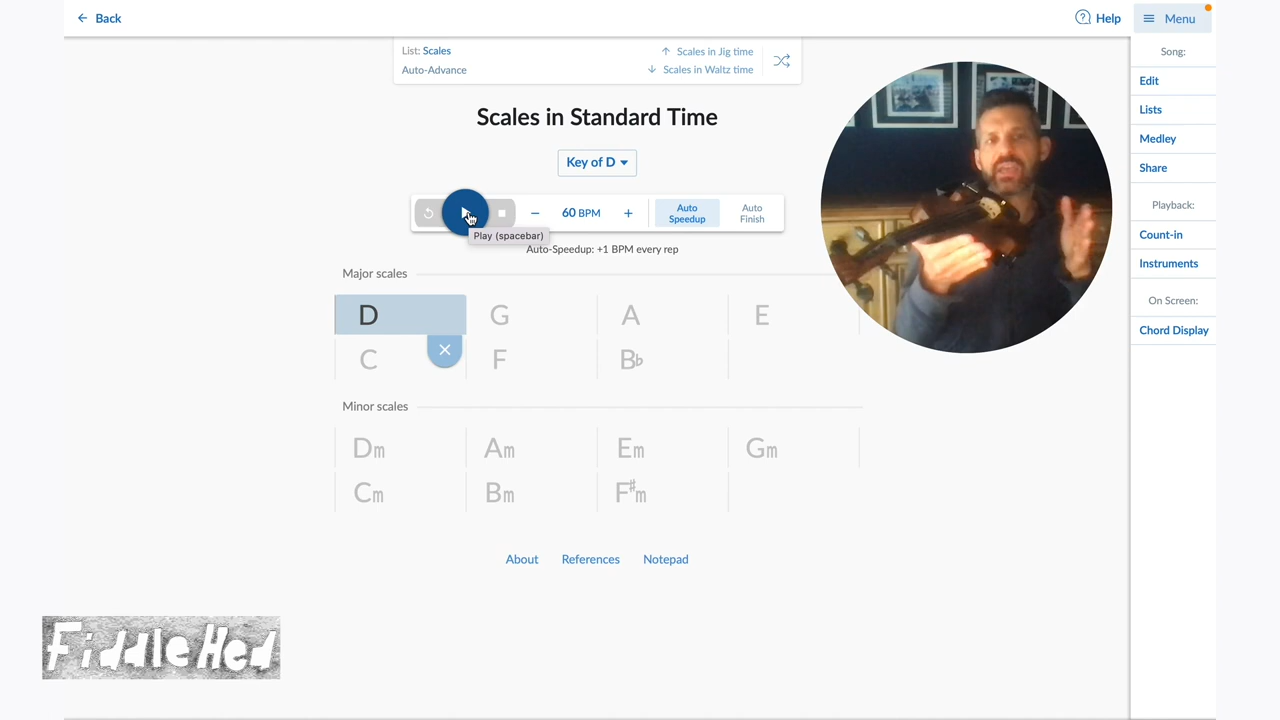 Back
Help
Menu
List: Scales
Scales in Jig time
Auto-Advance
Scales in Waltz time
Song:
Edit
Lists
Medley
Share
Playback:
Count-in
Instruments
On Screen:
Chord Display
Scales in Standard Time
Key of D
60 BPM
Auto Speedup
Auto Finish
Play (spacebar)
Auto-Speedup: +1 BPM every rep
Major scales
D G A E
C F B♭
Minor scales
Dm Am Em Gm
Cm Bm F♯m
About References Notepad
FiddleHed